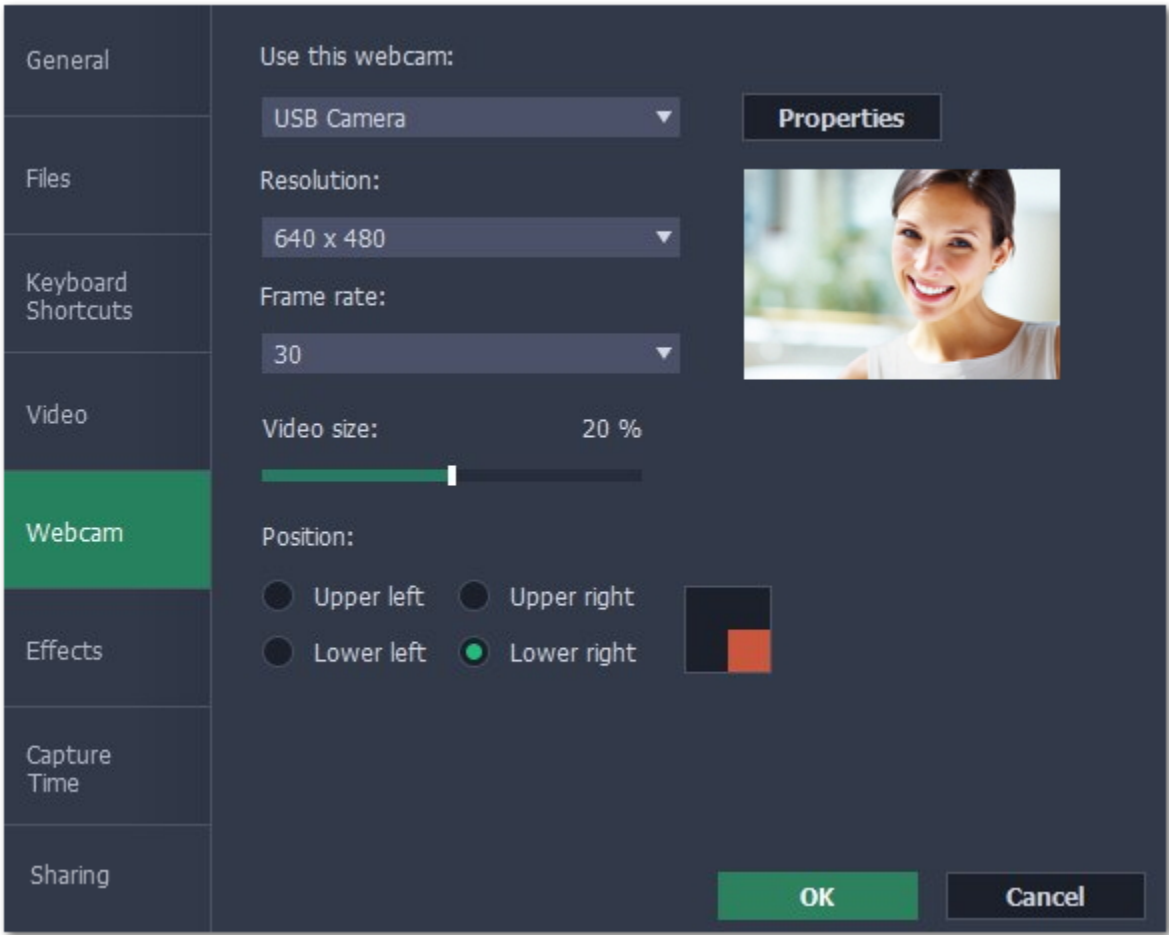 General
Files
Keyboard
Shortcuts
Video
Webcam
Effects
Capture
Time
Sharing
Use this webcam:
USB Camera
Properties
Resolution:
640 x 480
Frame rate:
30
Video size: 20 %
Position:
Upper left Upper right
Lower left Lower right
OK Cancel